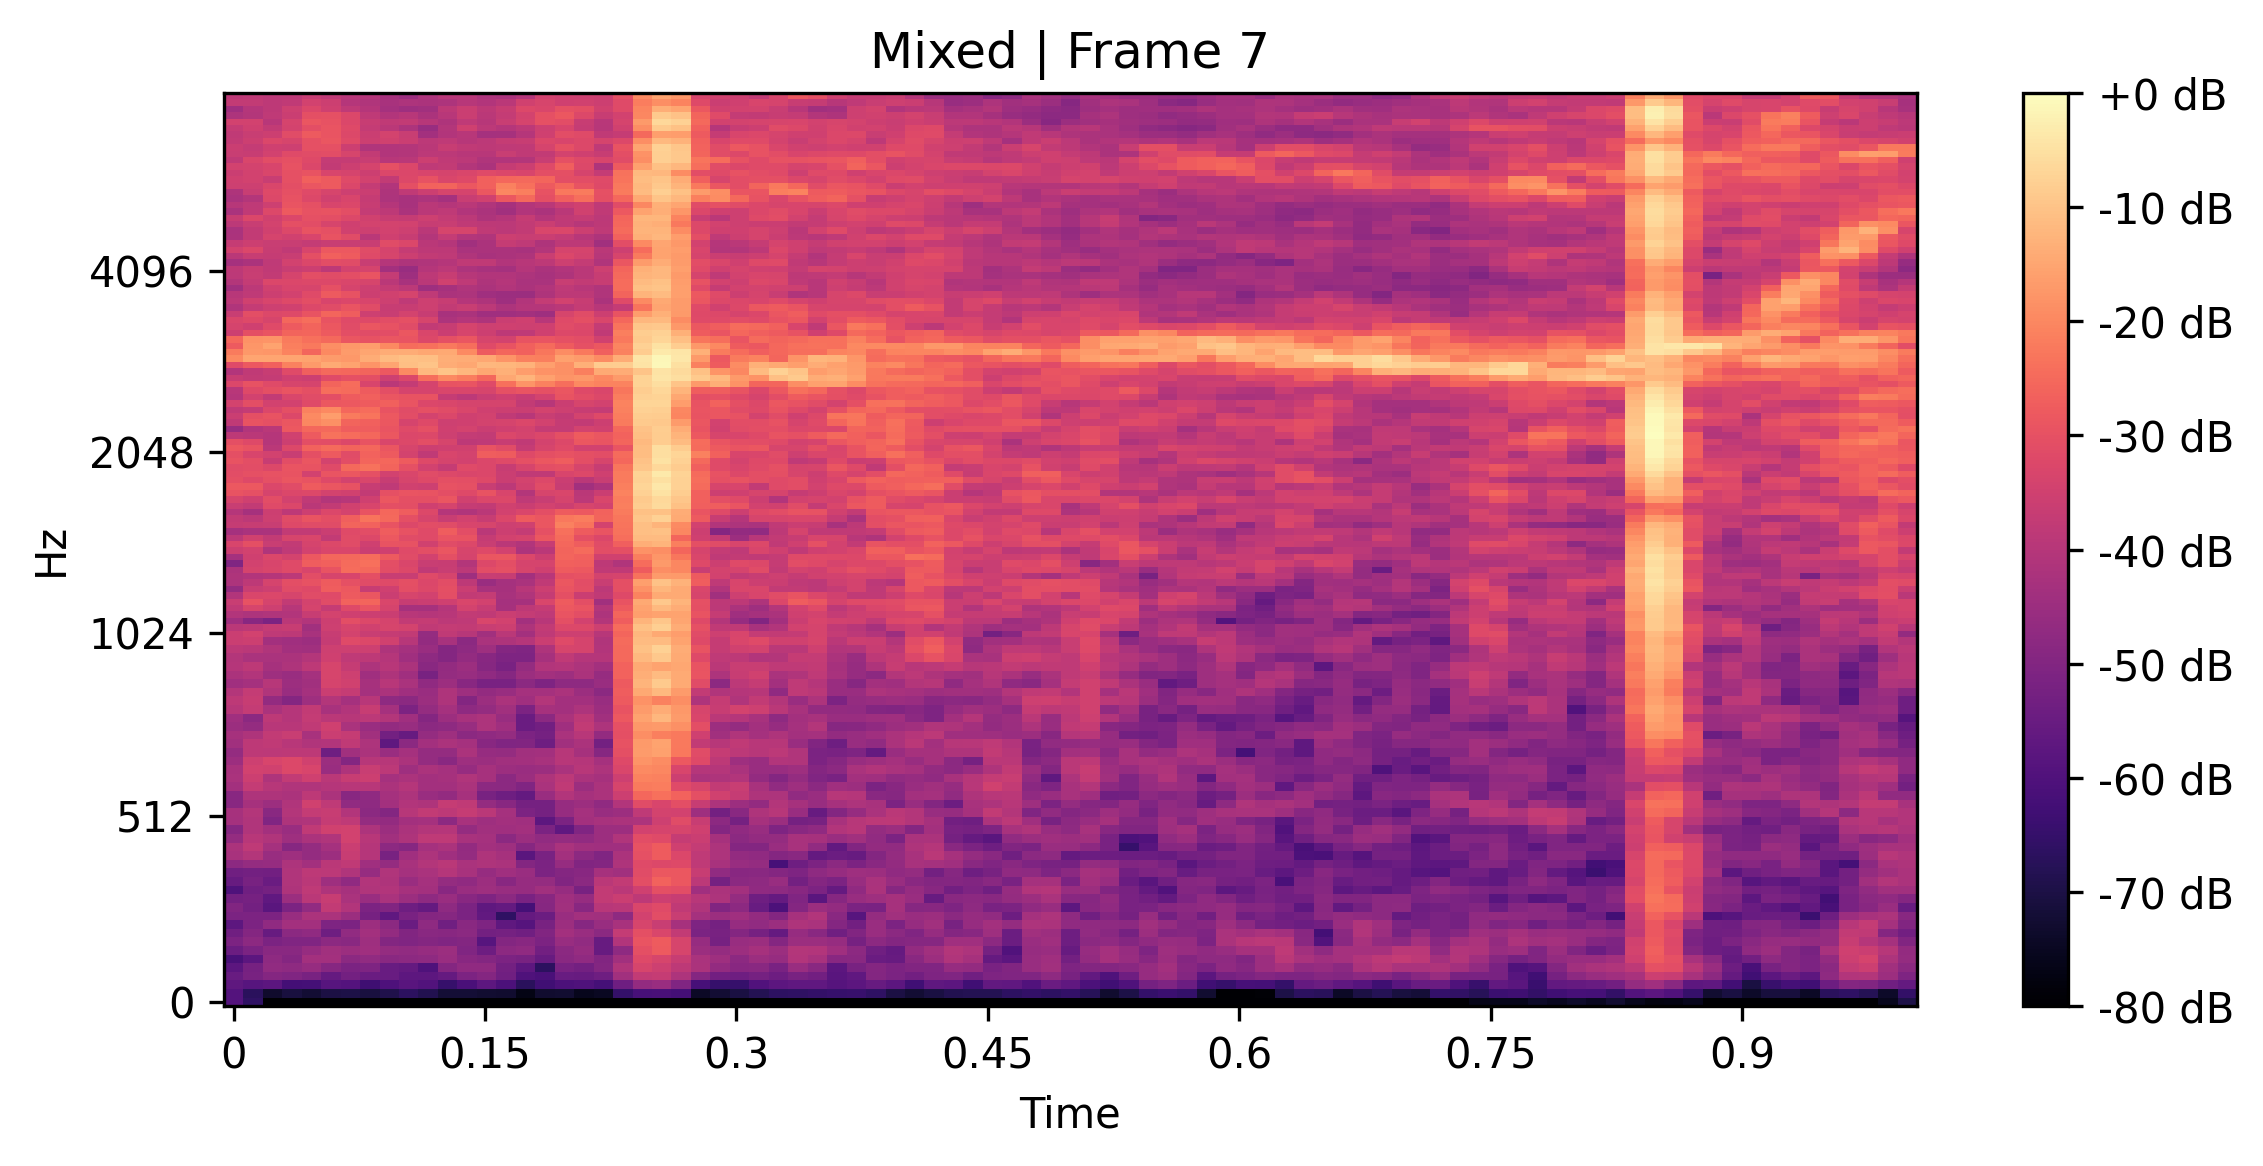 Mixed | Frame 7
Hz
4096
2048
1024
512
0
0 0.15 0.3 0.45 0.6 0.75 0.9
Time
+0 dB
-10 dB
-20 dB
-30 dB
-40 dB
-50 dB
-60 dB
-70 dB
-80 dB